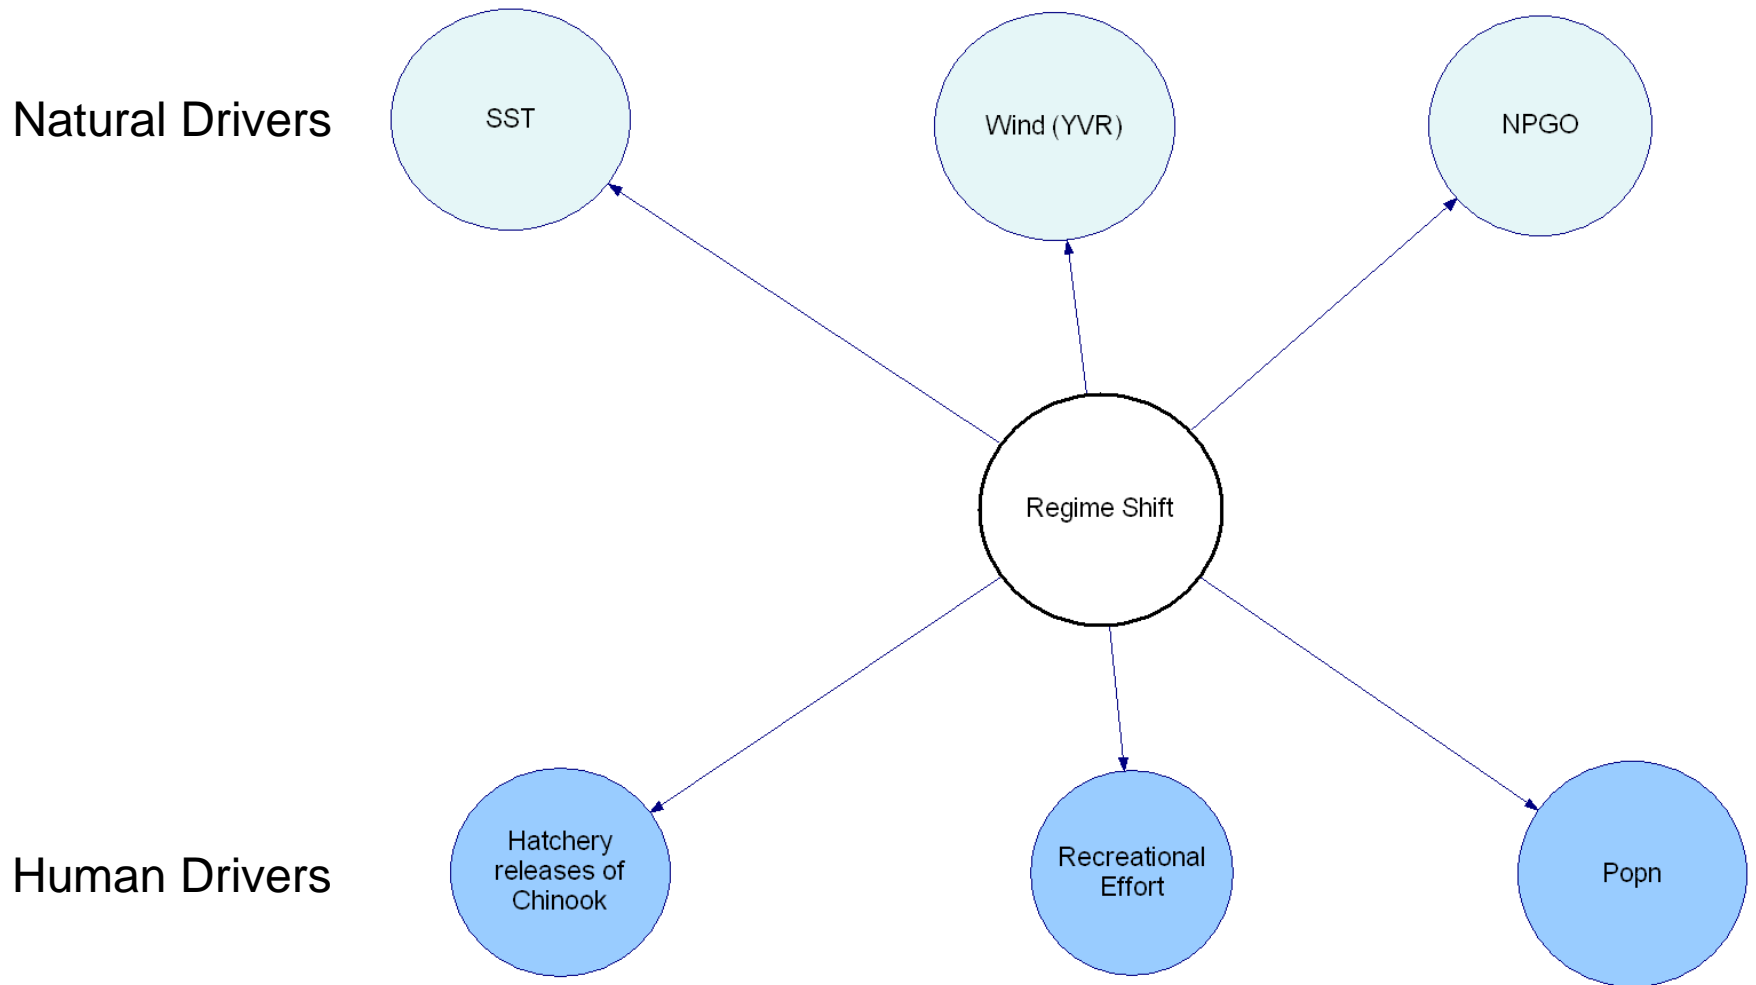 Natural Drivers
SST
Wind (YVR)
NPGO
Regime Shift
Human Drivers
Hatchery
releases of
Chinook
Recreational
Effort
Popn